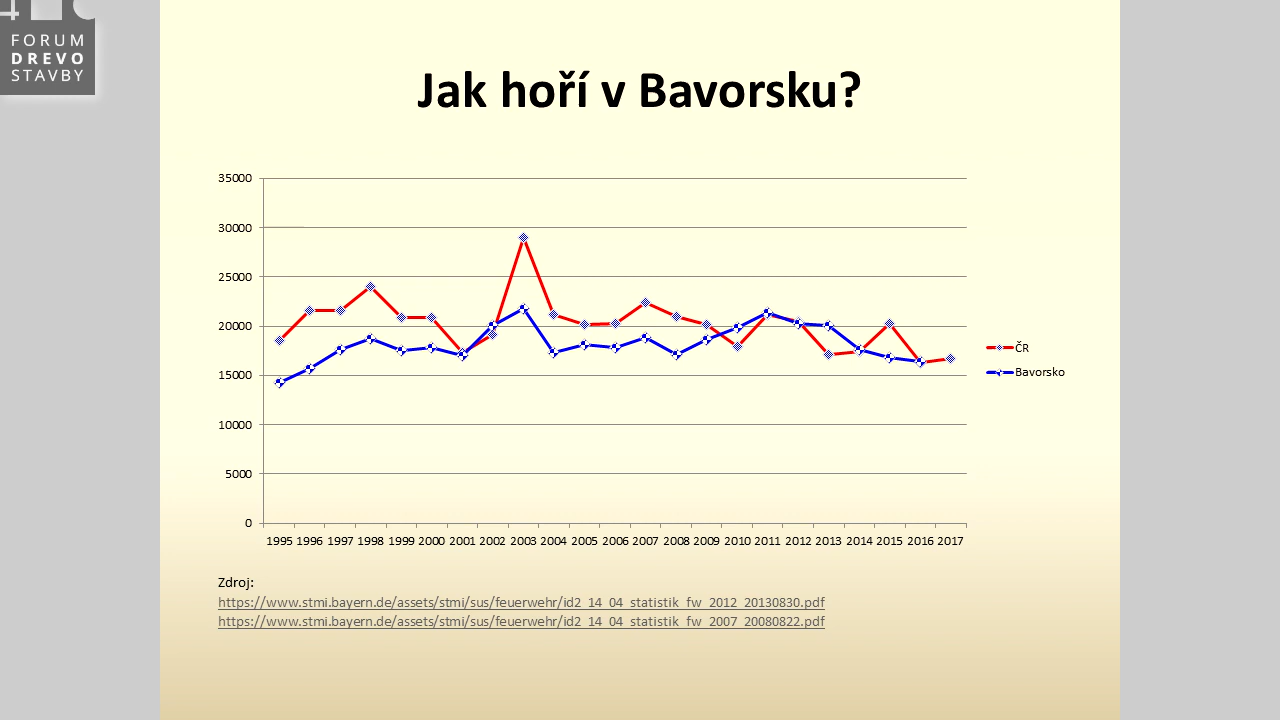 FORUM
DREVO
STAVBY
Jak hoří v Bavorsku?
35000
30000
25000
20000
15000
10000
5000
0
1995 1996 1997 1998 1999 2000 2001 2002 2003 2004 2005 2006 2007 2008 2009 2010 2011 2012 2013 2014 2015 2016 2017
ČR
Bavorsko
Zdroj:
https://www.stmi.bayern.de/assets/stmi/sus/feuerwehr/id2_14_04_statistik_fw_2012_20130830.pdf
https://www.stmi.bayern.de/assets/stmi/sus/feuerwehr/id2_14_04_statistik_fw_2007_20080822.pdf